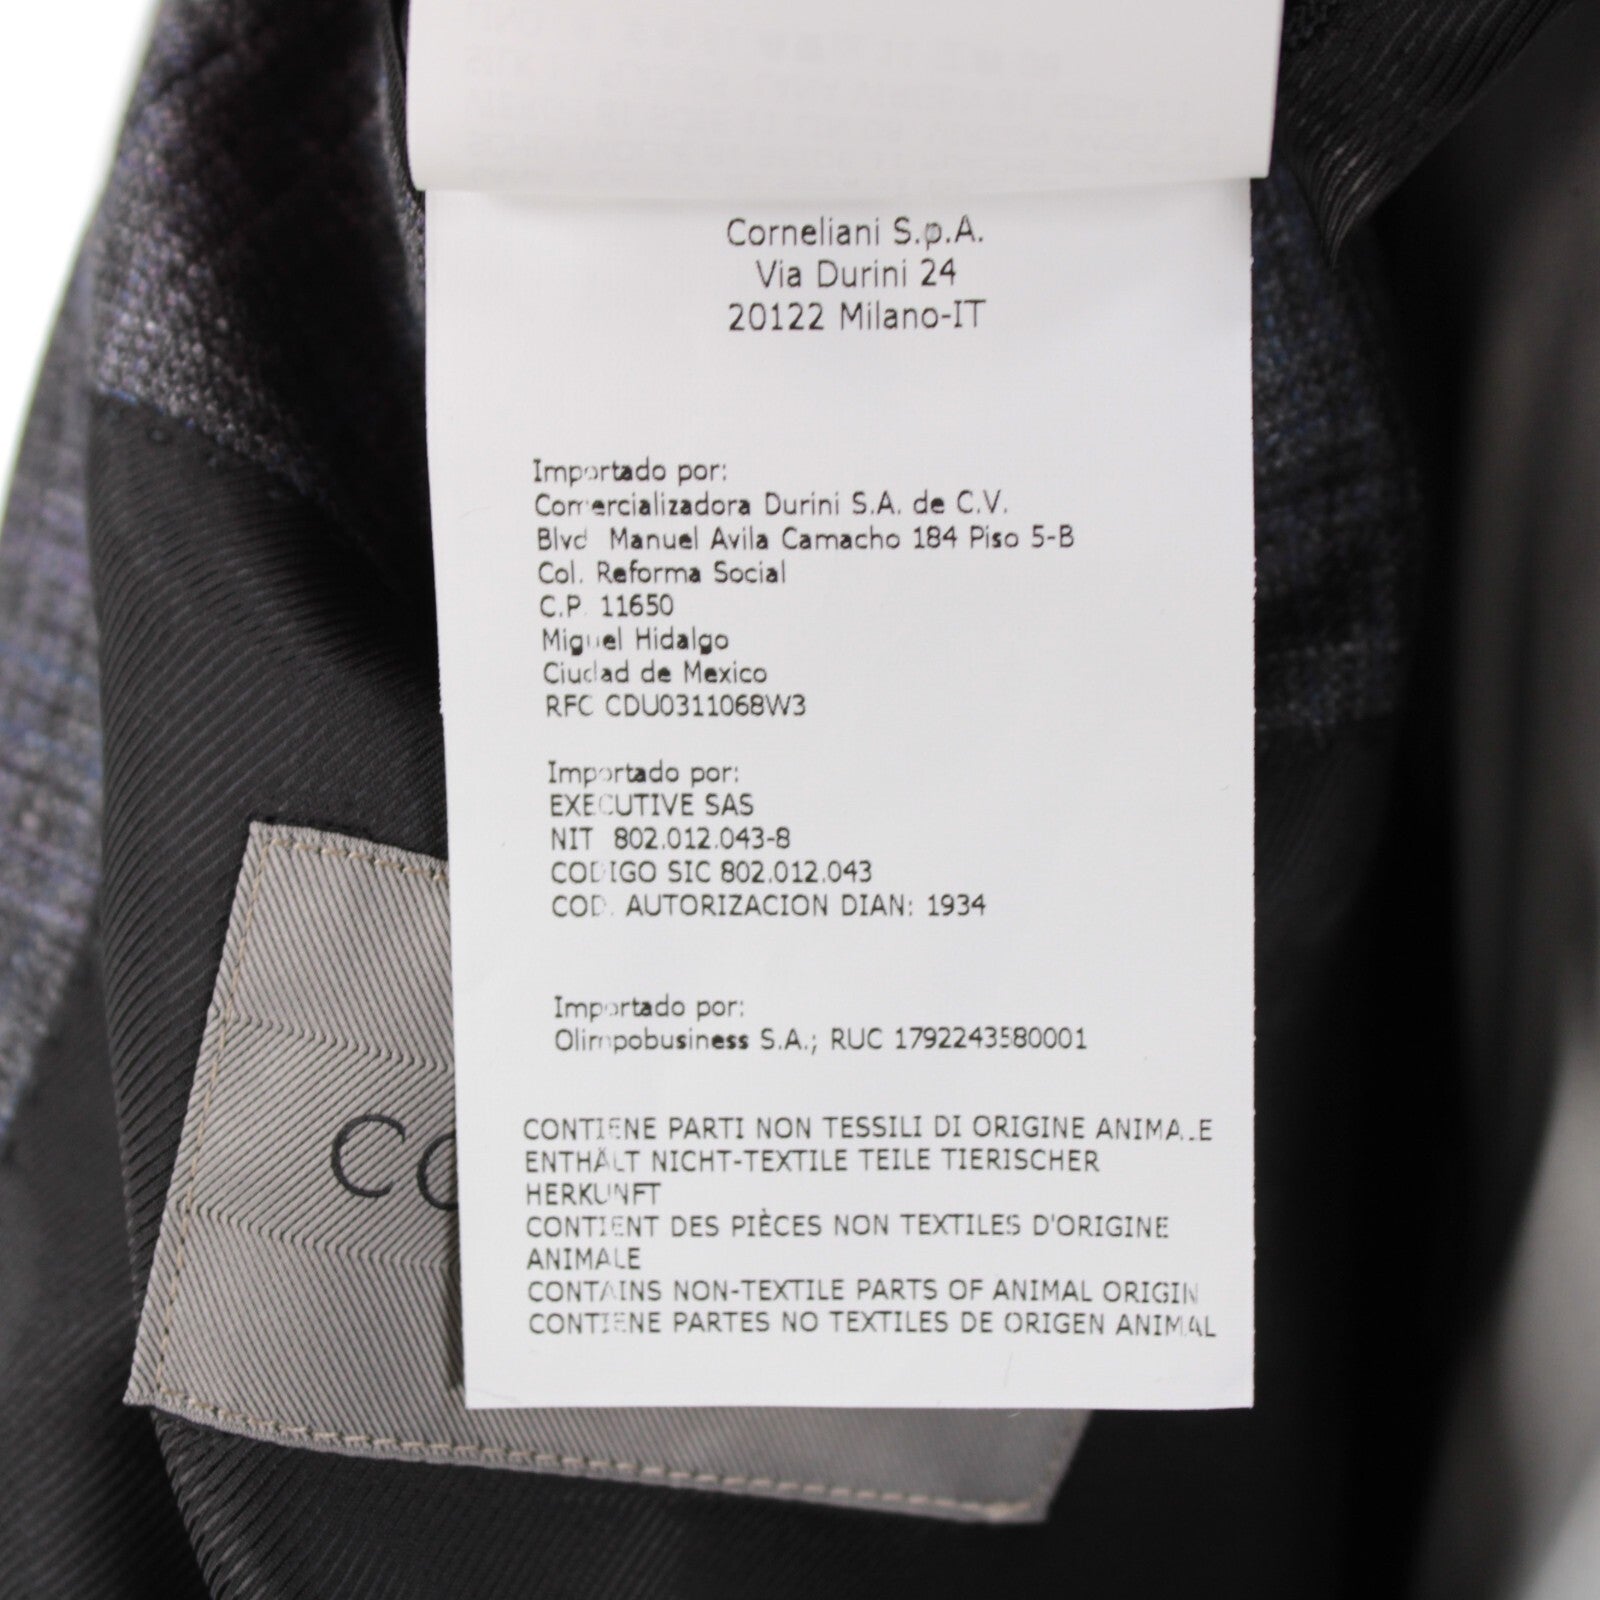 Corneliani S.p.A.
Via Durini 24
20122 Milano-IT
Importado por:
Comercializadora Durini S.A. de C.V.
Blvd Manuel Avila Camacho 184 Piso 5-B
Col. Reforma Social
C.P. 11650
Miguel Hidalgo
Ciudad de Mexico
RFC CDU0311068W3
Importado por:
EXECUTIVE SAS
NIT 802.012.043-8
CODIGO SIC 802.012.043
COD. AUTORIZACION DIAN: 1934
Importado por:
Olimpobusiness S.A.; RUC 1792243580001
CONTIENE PARTI NON TESSILI DI ORIGINE ANIMALE
ENTHÄLT NICHT-TEXTILE TEILE TIERISCHER
HERKUNFT
CONTIENT DES PIÈCES NON TEXTILES D'ORIGINE
ANIMALE
CONTAINS NON-TEXTILE PARTS OF ANIMAL ORIGIN
CONTIENE PARTES NO TEXTILES DE ORIGEN ANIMAL
CO